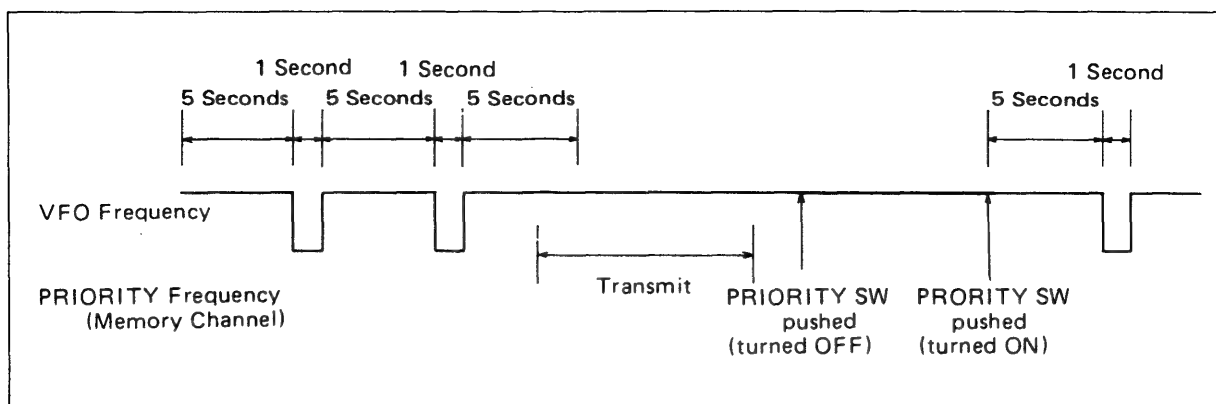 1 Second 1 Second 1 Second
5 Seconds 5 Seconds 5 Seconds 5 Seconds
VFO Frequency
Transmit
PRIORITY Frequency
(Memory Channel)
PRIORITY SW
pushed
(turned OFF)
PRORITY SW
pushed
(turned ON)